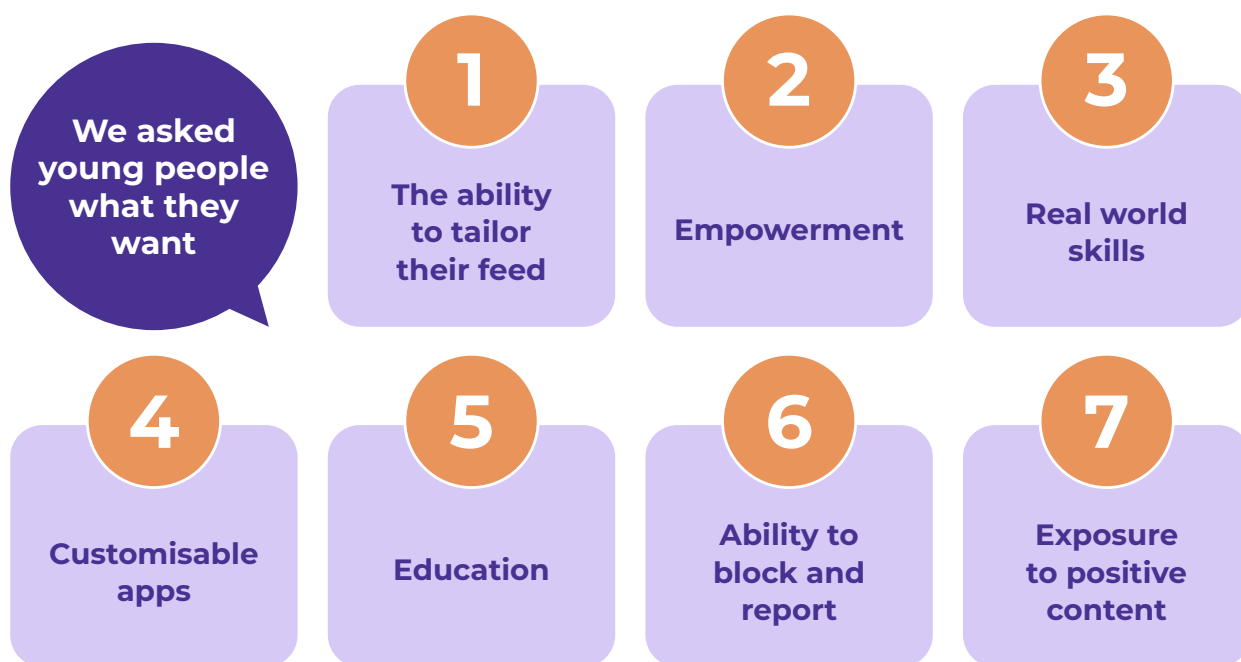 We asked
young people
what they
want
1
The ability
to tailor
their feed
2
Empowerment
3
Real world
skills
4
Customisable
apps
5
Education
6
Ability to
block and
report
7
Exposure
to positive
content